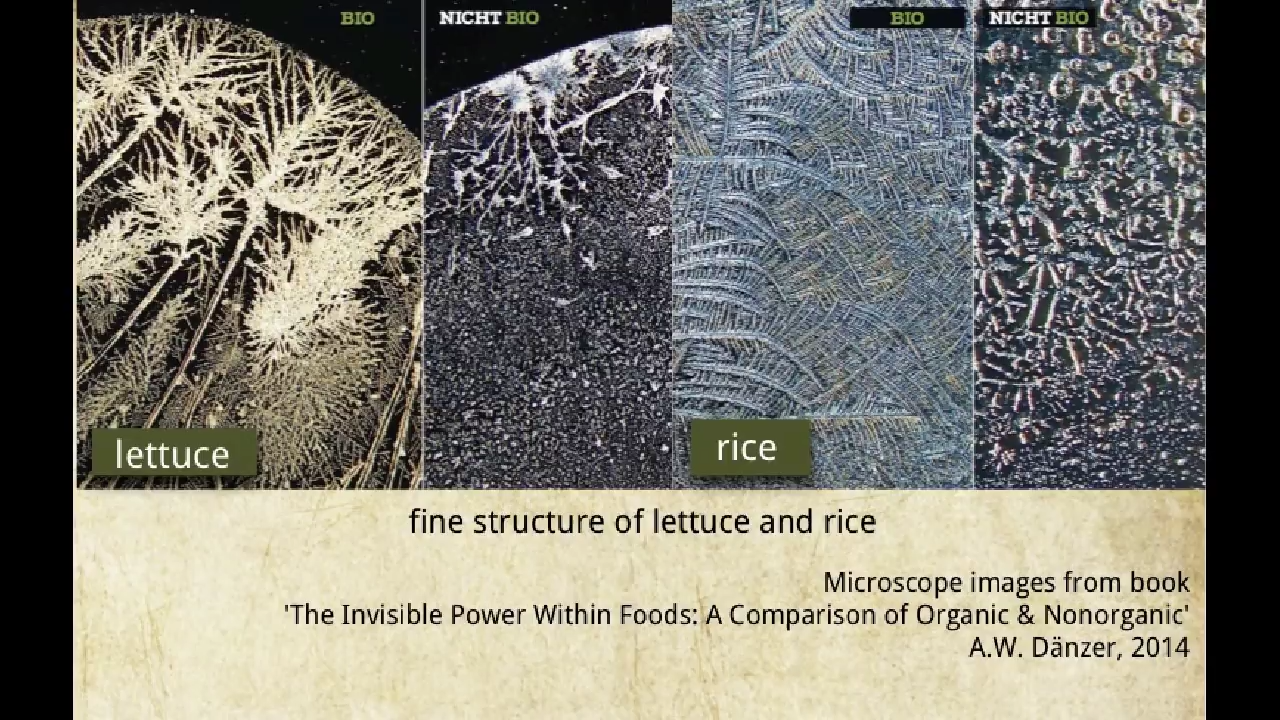 BIO
NICHT BIO
BIO
NICHT BIO
lettuce
rice
fine structure of lettuce and rice
Microscope images from book
'The Invisible Power Within Foods: A Comparison of Organic & Nonorganic'
A.W. Dänzer, 2014